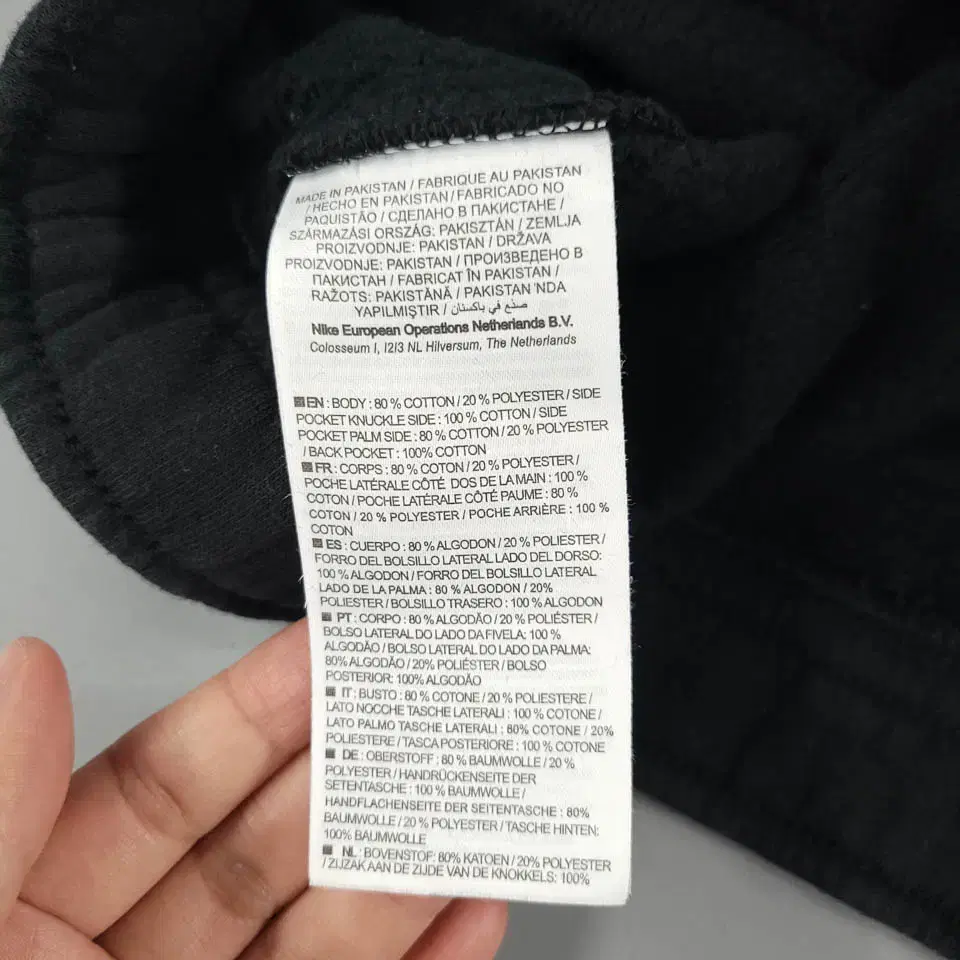 MADE IN PAKISTAN / FABRIQUE AU PAKISTAN
/ HECHO EN PAKISTAN / FABRICADO NO
PAQUISTÃO / СДЕЛАНО В ПАКИСТАНЕ /
SZÁRMAZÁSI ORSZÁG: PAKISZTÁN / ZEMLJA
PROIZVODNJE: PAKISTAN / DRŽAVA
PROIZVODNJE: PAKISTAN / ПРОИЗВЕДЕНО В
ПАКИСТАН / FABRICAT ÎN PAKISTAN /
RAŽOTS: PAKISTĀNĀ / PAKISTAN 'NDA
YAPILMIŞTIR / صنع في باكستان
Nike European Operations Netherlands B.V.
Colosseum 1, 1213 NL Hilversum, The Netherlands
EN : BODY : 80 % COTTON / 20 % POLYESTER / SIDE
POCKET KNUCKLE SIDE : 100 % COTTON / SIDE
POCKET PALM SIDE : 80 % COTTON / 20 % POLYESTER
/ BACK POCKET : 100% COTTON
FR : CORPS : 80 % COTON / 20 % POLYESTER /
POCHE LATÉRALE CÔTÉ DOS DE LA MAIN : 100 %
COTON / POCHE LATÉRALE CÔTÉ PAUME : 80 %
COTON / 20 % POLYESTER / POCHE ARRIÈRE : 100 %
COTON
ES : CUERPO : 80 % ALGODON / 20 % POLIESTER /
FORRO DEL BOLSILLO LATERAL LADO DEL DORSO:
100 % ALGODON / FORRO DEL BOLSILLO LATERAL
LADO DE LA PALMA : 80 % ALGODON / 20%
POLIESTER / BOLSILLO TRASERO : 100 % ALGODON
PT : CORPO : 80 % ALGODÃO / 20 % POLIÉSTER /
BOLSO LATERAL DO LADO DA FIVELA: 100 %
ALGODÃO / BOLSO LATERAL DO LADO DA PALMA:
80% ALGODÃO / 20% POLIÉSTER / BOLSO
POSTERIOR: 100% ALGODÃO
IT : BUSTO : 80 % COTONE / 20 % POLIESTERE /
LATO NOCCHE TASCHE LATERALI : 100 % COTONE /
LATO PALMO TASCHE LATERALI : 80% COTONE / 20%
POLIESTERE / TASCA POSTERIORE : 100 % COTONE
DE : OBERSTOFF : 80 % BAUMWOLLE / 20 %
POLYESTER / HANDRÜCKENSEITE DER
SETENTASCHE : 100 % BAUMWOLLE /
HANDFLACHENSEITE DER SEITENTASCHE : 80%
BAUMWOLLE / 20 % POLYESTER / TASCHE HINTEN:
100% BAUMWOLLE
NL : BOVENSTOF: 80% KATOEN / 20% POLYESTER
/ ZIJZAK AAN DE ZIJDE VAN DE KNOKKELS: 100%